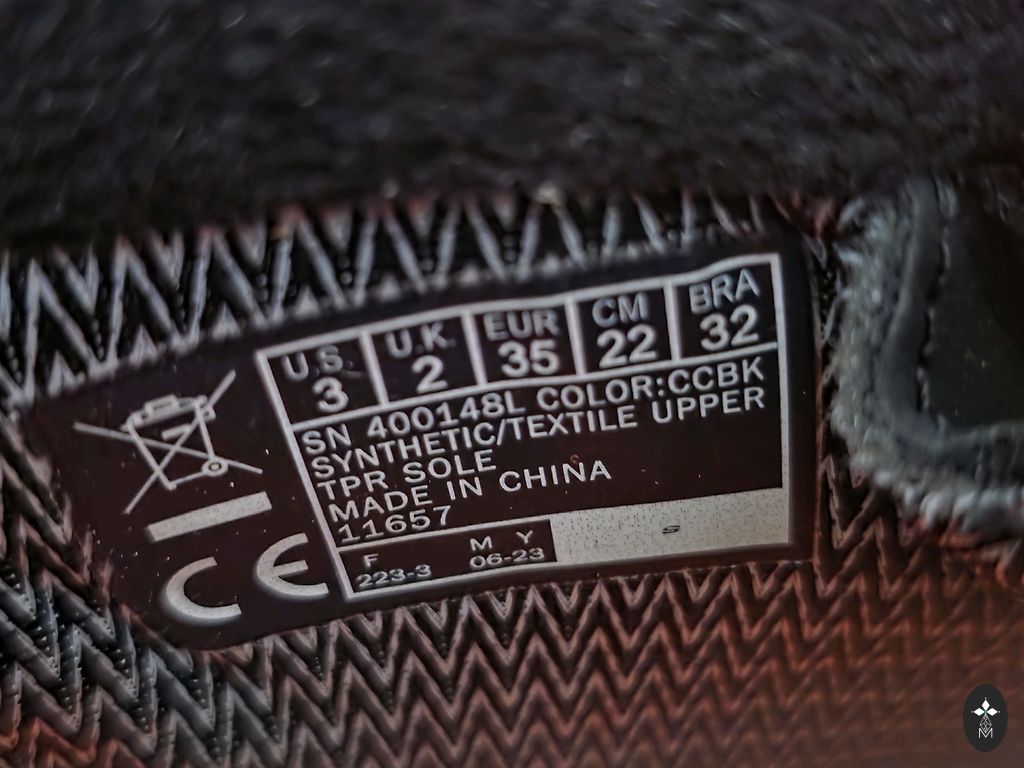 U.S. U.K. EUR CM BRA
3 2 35 22 32
SN 400148L COLOR:CCBK
SYNTHETIC/TEXTILE UPPER
TPR SOLE
MADE IN CHINA
11657
F M Y
223-3 06-23
S
CE
M